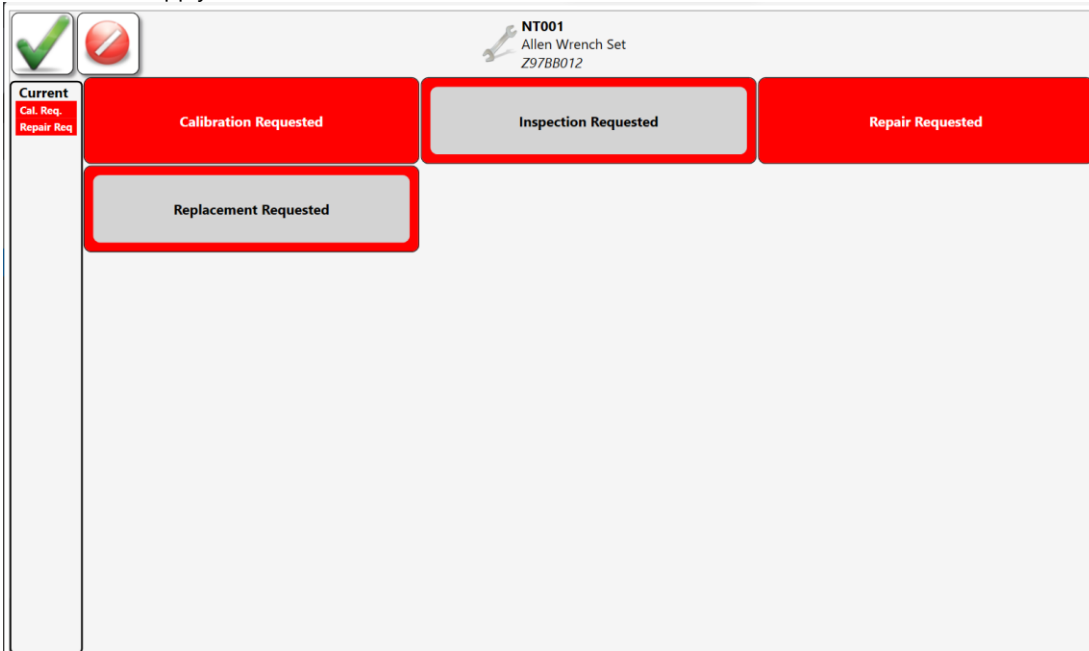 NT001
Allen Wrench Set
Z97BB012
Current
Cal. Req.
Repair Req
Calibration Requested
Inspection Requested
Repair Requested
Replacement Requested